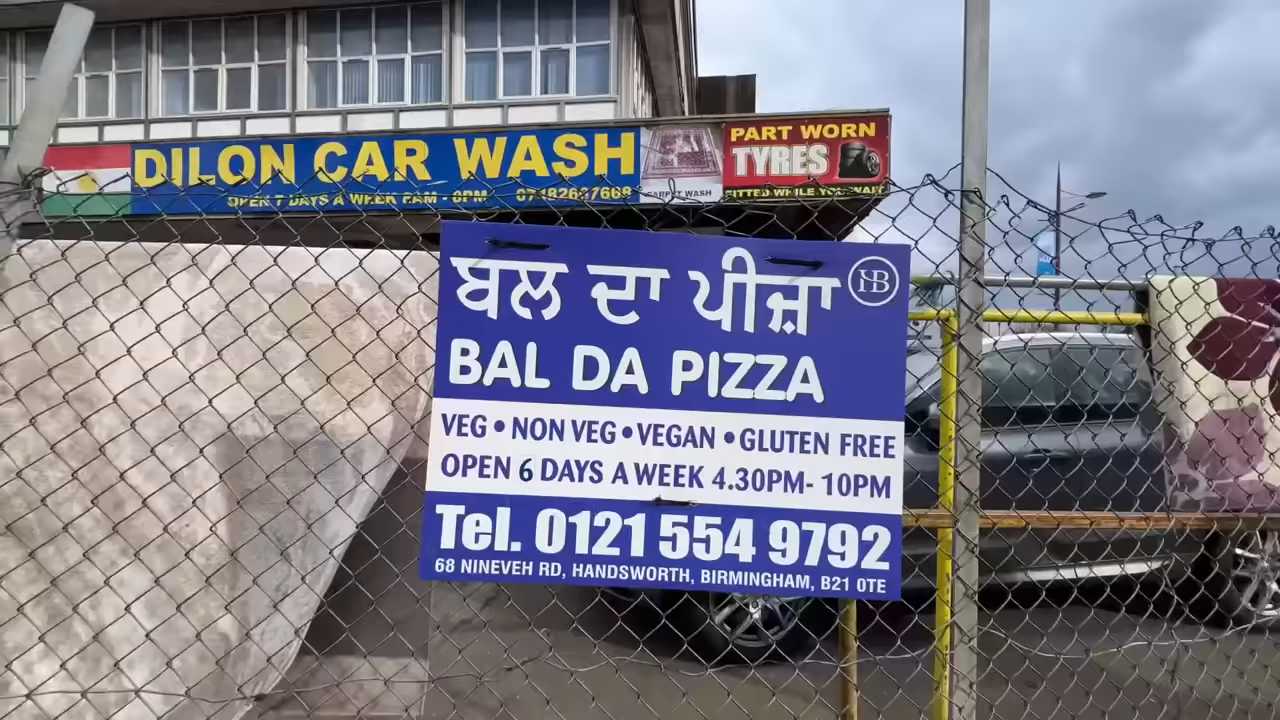 DILON CAR WASH
OPEN 7 DAYS A WEEK 8AM - 6PM
CARPET WASH
PART WORN
TYRES
FITTED WHILE YOU WAIT
ਬਲ ਦਾ ਪੀਜ਼ਾ
HB
BAL DA PIZZA
VEG • NON VEG • VEGAN • GLUTEN FREE
OPEN 6 DAYS A WEEK 4.30PM- 10PM
Tel. 0121 554 9792
68 NINEVEH RD, HANDSWORTH, BIRMINGHAM, B21 0TE